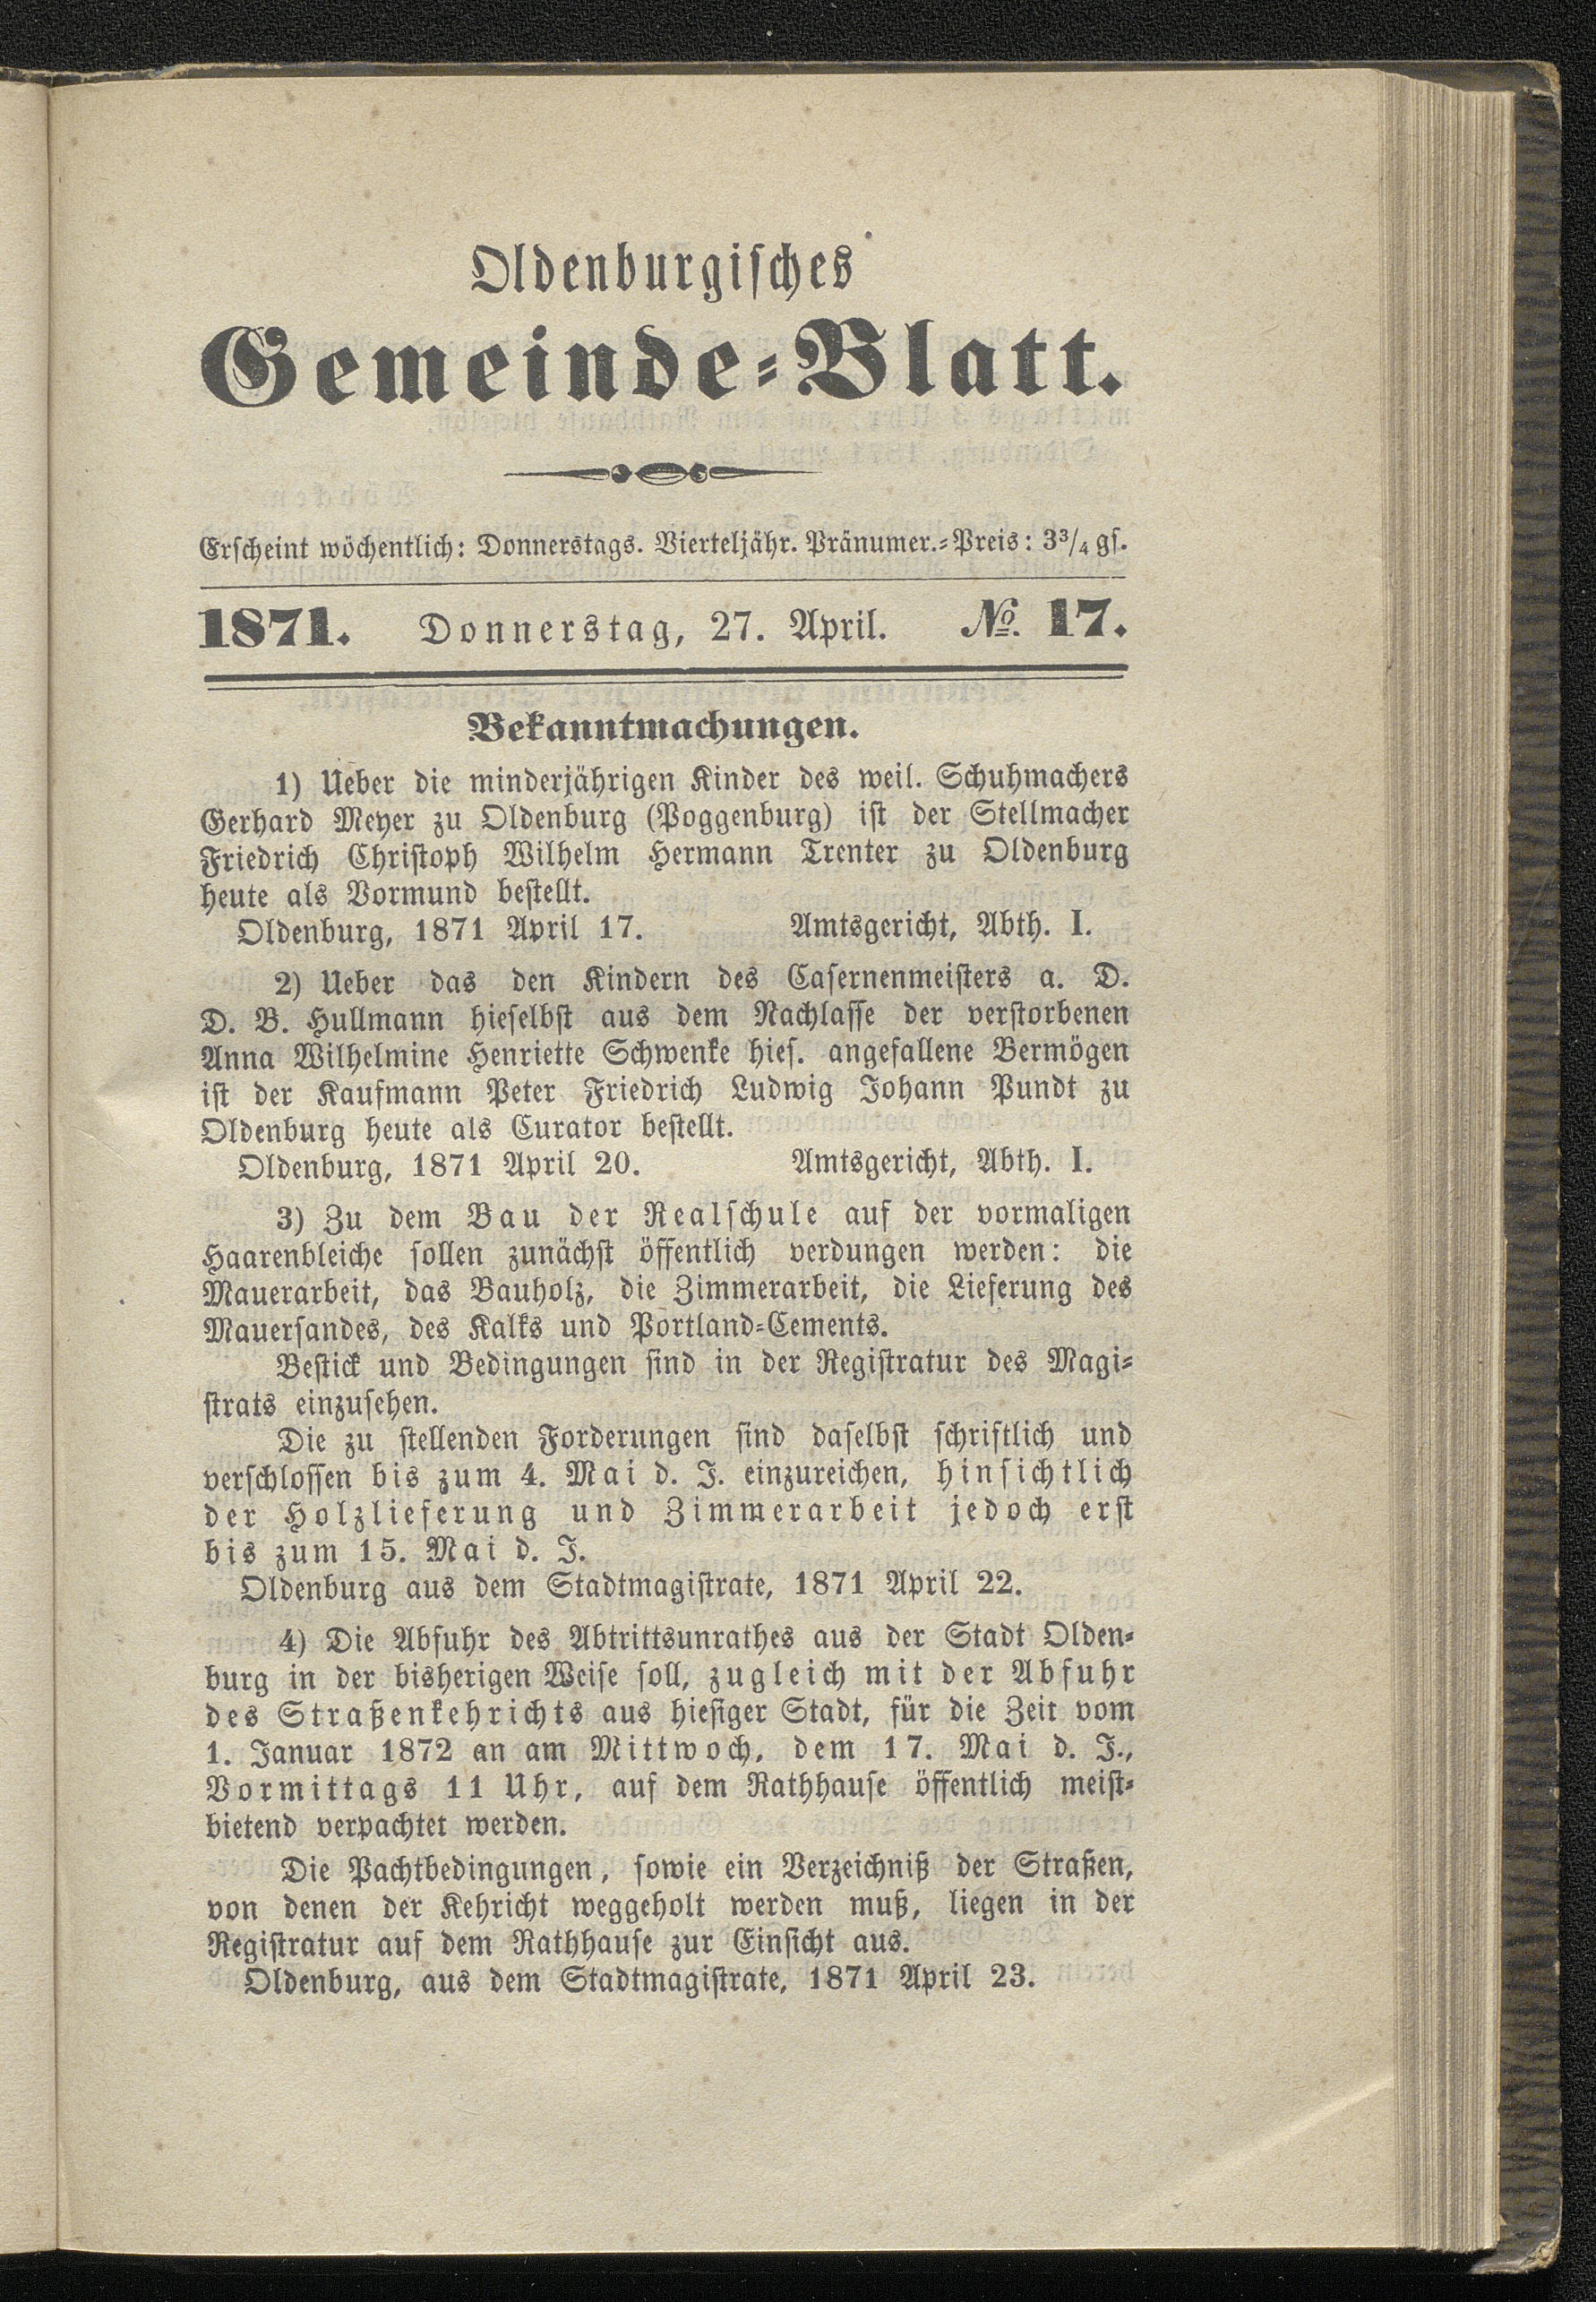 Oldenburgisches
Gemeinde-Blatt.
Erscheint wöchentlich: Donnerstags. Vierteljähr. Pränumer.-Preis: 3¾ gs.
1871. Donnerstag, 27. April. No. 17.
Bekanntmachungen.
1) Ueber die minderjährigen Kinder des weil. Schuhmachers
Gerhard Meyer zu Oldenburg (Poggenburg) ist der Stellmacher
Friedrich Christoph Wilhelm Hermann Trenter zu Oldenburg
heute als Vormund bestellt.
Oldenburg, 1871 April 17. Amtsgericht, Abth. I.
2) Ueber das den Kindern des Casernenmeisters a. D.
D. B. Hullmann hieselbst aus dem Nachlasse der verstorbenen
Anna Wilhelmine Henriette Schwenke hies. angefallene Vermögen
ist der Kaufmann Peter Friedrich Ludwig Johann Pundt zu
Oldenburg heute als Curator bestellt.
Oldenburg, 1871 April 20. Amtsgericht, Abth. I.
3) Zu dem Bau der Realschule auf der vormaligen
Haarenbleiche sollen zunächst öffentlich verdungen werden: die
Mauerarbeit, das Bauholz, die Zimmerarbeit, die Lieferung des
Mauersandes, des Kalks und Portland-Cements.
Bestick und Bedingungen sind in der Registratur des Magi-
strats einzusehen.
Die zu stellenden Forderungen sind daselbst schriftlich und
verschlossen bis zum 4. Mai d. J. einzureichen, hinsichtlich
der Holzlieferung und Zimmerarbeit jedoch erst
bis zum 15. Mai d. J.
Oldenburg aus dem Stadtmagistrate, 1871 April 22.
4) Die Abfuhr des Abtrittsunrathes aus der Stadt Olden-
burg in der bisherigen Weise soll, zugleich mit der Abfuhr
des Straßenkehrichts aus hiesiger Stadt, für die Zeit vom
1. Januar 1872 an am Mittwoch, dem 17. Mai d. J.,
Vormittags 11 Uhr, auf dem Rathhause öffentlich meist-
bietend verpachtet werden.
Die Pachtbedingungen, sowie ein Verzeichniß der Straßen,
von denen der Kehricht weggeholt werden muß, liegen in der
Registratur auf dem Rathhause zur Einsicht aus.
Oldenburg, aus dem Stadtmagistrate, 1871 April 23.